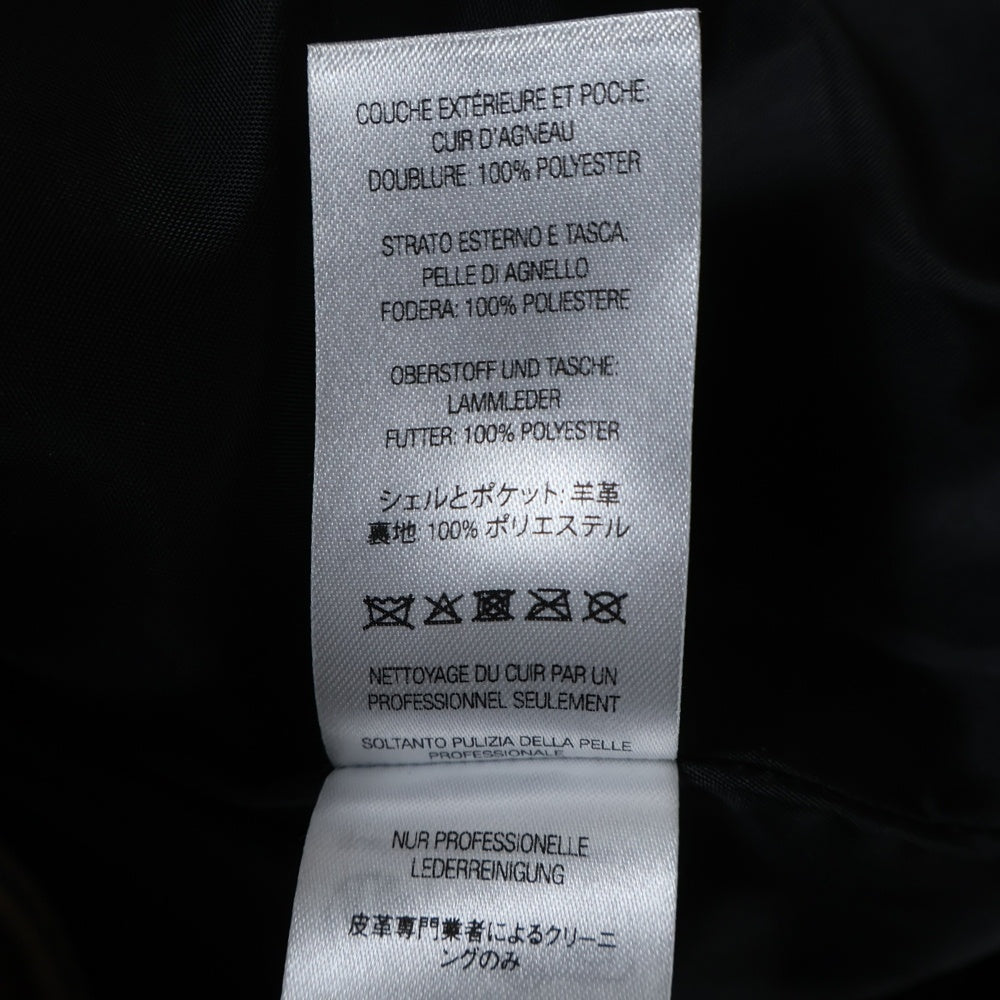 COUCHE EXTÉRIEURE ET POCHE:
CUIR D'AGNEAU
DOUBLURE: 100% POLYESTER
STRATO ESTERNO E TASCA:
PELLE DI AGNELLO
FODERA: 100% POLIESTERE
OBERSTOFF UND TASCHE:
LAMMLEDER
FUTTER: 100% POLYESTER
シェルとポケット: 羊革
裏地: 100% ポリエステル
NETTOYAGE DU CUIR PAR UN
PROFESSIONNEL SEULEMENT
SOLTANTO PULIZIA DELLA PELLE
PROFESSIONALE
NUR PROFESSIONELLE
LEDERREINIGUNG
皮革専門業者によるクリーニ
ングのみ